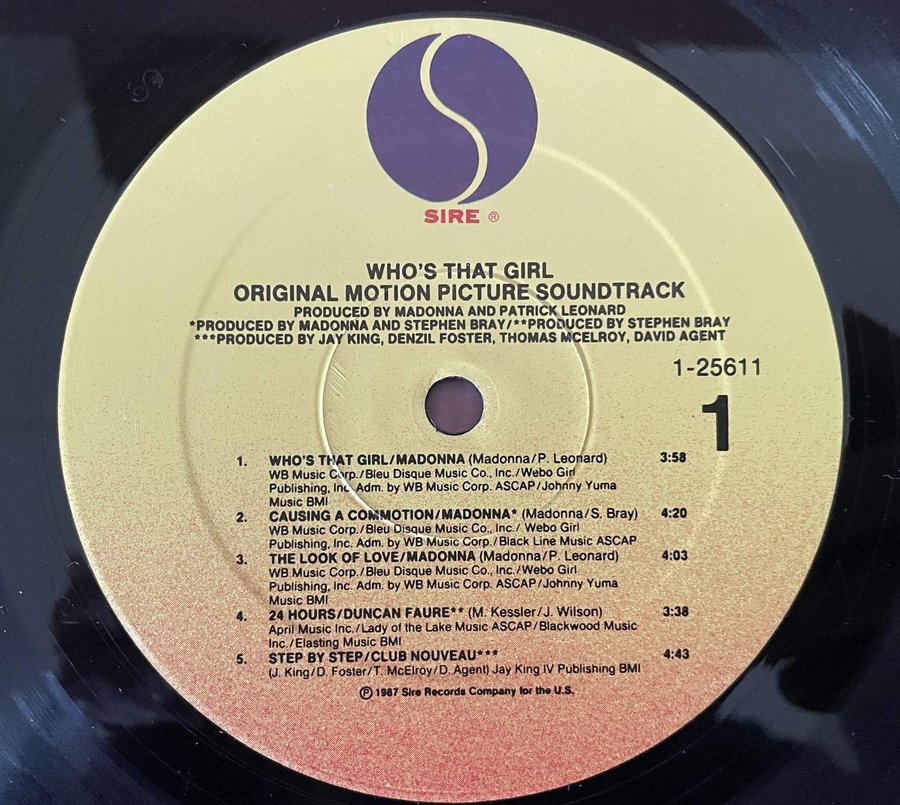 SIRE ®
WHO'S THAT GIRL
ORIGINAL MOTION PICTURE SOUNDTRACK
PRODUCED BY MADONNA AND PATRICK LEONARD
*PRODUCED BY MADONNA AND STEPHEN BRAY/**PRODUCED BY STEPHEN BRAY
***PRODUCED BY JAY KING, DENZIL FOSTER, THOMAS MCELROY, DAVID AGENT
1-25611
1
1. WHO'S THAT GIRL/MADONNA (Madonna/P. Leonard) 3:58
WB Music Corp./Bleu Disque Music Co., Inc./Webo Girl
Publishing, Inc. Adm. by WB Music Corp. ASCAP/Johnny Yuma
Music BMI
2. CAUSING A COMMOTION/MADONNA* (Madonna/S. Bray) 4:20
WB Music Corp./Bleu Disque Music Co., Inc./ Webo Girl
Publishing, Inc. Adm. by WB Music Corp./Black Line Music ASCAP
3. THE LOOK OF LOVE/MADONNA (Madonna/P. Leonard) 4:03
WB Music Corp./Bleu Disque Music Co., Inc./Webo Girl
Publishing, Inc. Adm. by WB Music Corp. ASCAP/Johnny Yuma
Music BMI
4. 24 HOURS/DUNCAN FAURE** (M. Kessler/J. Wilson) 3:38
April Music Inc./Lady of the Lake Music ASCAP/Blackwood Music
Inc./Elasting Music BMI
5. STEP BY STEP/CLUB NOUVEAU*** 4:43
(J. King/D. Foster/T. McElroy/D. Agent) Jay King IV Publishing BMI
℗ 1987 Sire Records Company for the U.S.